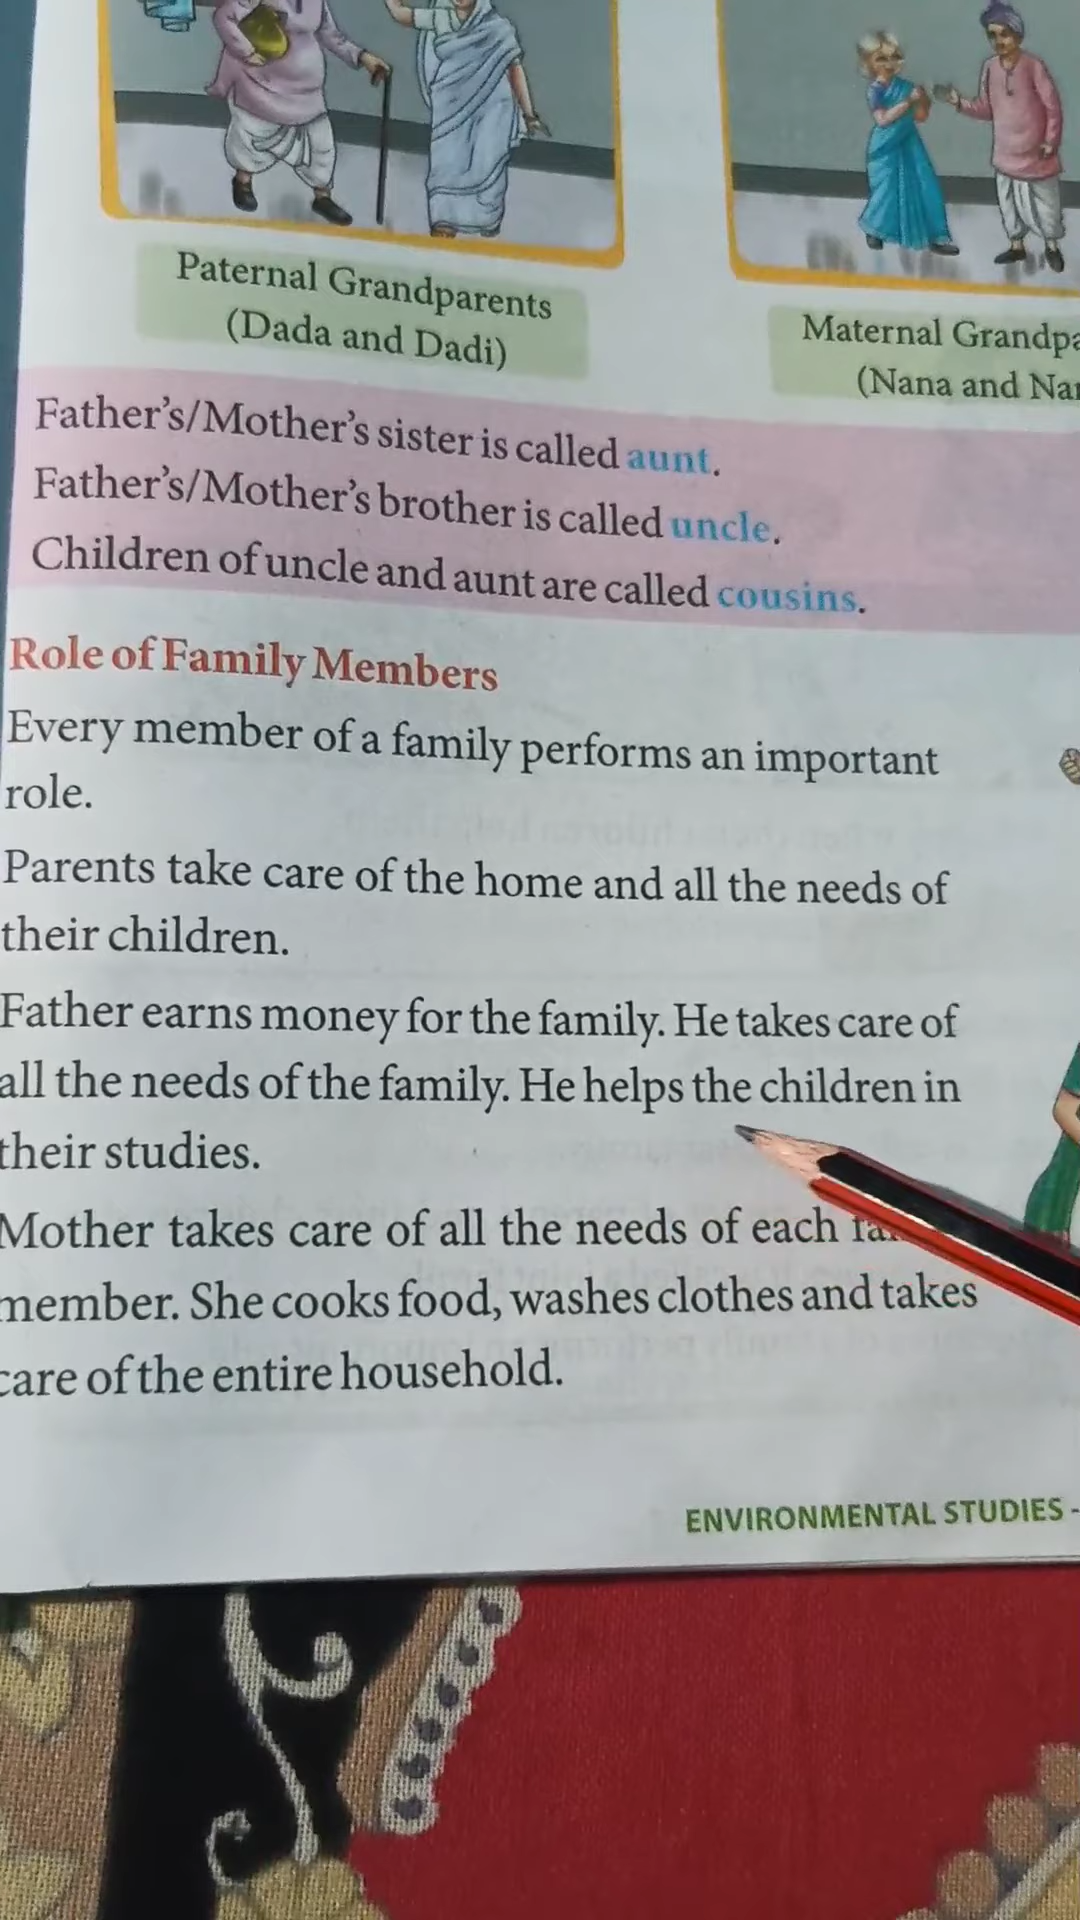 Paternal Grandparents
(Dada and Dadi)
Maternal
(Nana and
Father's/Mother's sister is called aunt.
Father's/Mother's brother is called uncle.
Children of uncle and aunt are called cousins.
Role of Family Members
Every member of a family performs an important
role.
Parents take care of the home and all the needs of
their children.
Father earns money for the family. He takes care of
all the needs of the family. He helps the children in
their studies.
Mother takes care of all the needs of each
member. She cooks food, washes clothes and takes
care of the entire household.
ENVIRONMENTAL STUDIES -